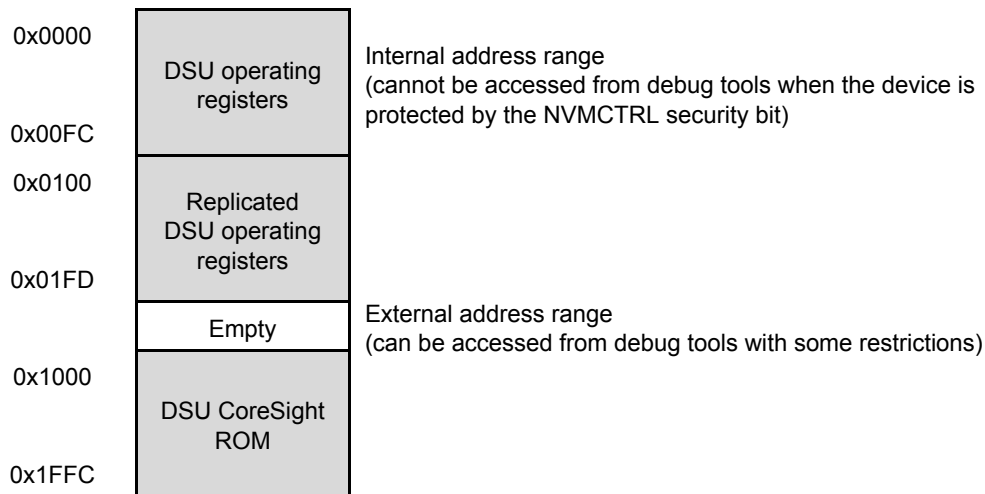 0x0000
DSU operating
registers
Internal address range
(cannot be accessed from debug tools when the device is
protected by the NVMCTRL security bit)
0x00FC
0x0100
Replicated
DSU operating
registers
0x01FD
Empty
External address range
(can be accessed from debug tools with some restrictions)
0x1000
DSU CoreSight
ROM
0x1FFC